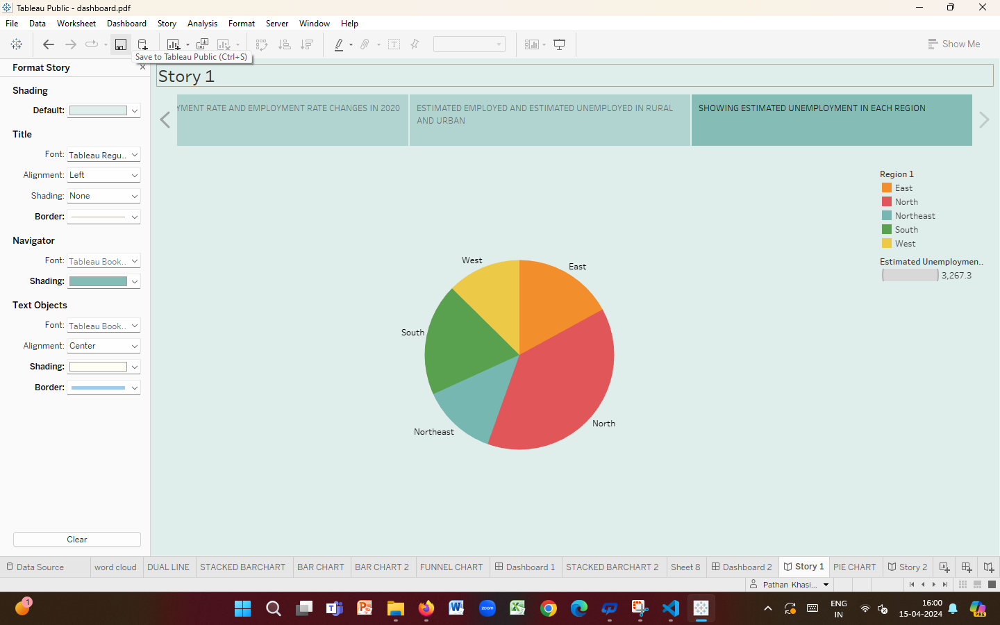 Tableau Public - dashboard.pdf
File Data Worksheet Dashboard Story Analysis Format Server Window Help
Show Me
Save to Tableau Public (Ctrl+S)
Format Story
Shading
Default:
Title
Font: Tableau Regu..
Alignment: Left
Shading: None
Border:
Navigator
Font: Tableau Book..
Shading:
Text Objects
Font: Tableau Book..
Alignment: Center
Shading:
Border:
Clear
Story 1
YMENT RATE AND EMPLOYMENT RATE CHANGES IN 2020
ESTIMATED EMPLOYED AND ESTIMATED UNEMPLOYED IN RURAL
AND URBAN
SHOWING ESTIMATED UNEMPLOYMENT IN EACH REGION
Region 1
East
North
Northeast
South
West
Estimated Unemploymen..
3,267.3
West
East
South
North
Northeast
Data Source word cloud DUAL LINE STACKED BARCHART BAR CHART BAR CHART 2 FUNNEL CHART Dashboard 1 STACKED BARCHART 2 Sheet 8 Dashboard 2 Story 1 PIE CHART Story 2
Pathan Khasi...
1
zoom
PRE
ENG
IN
16:00
15-04-2024